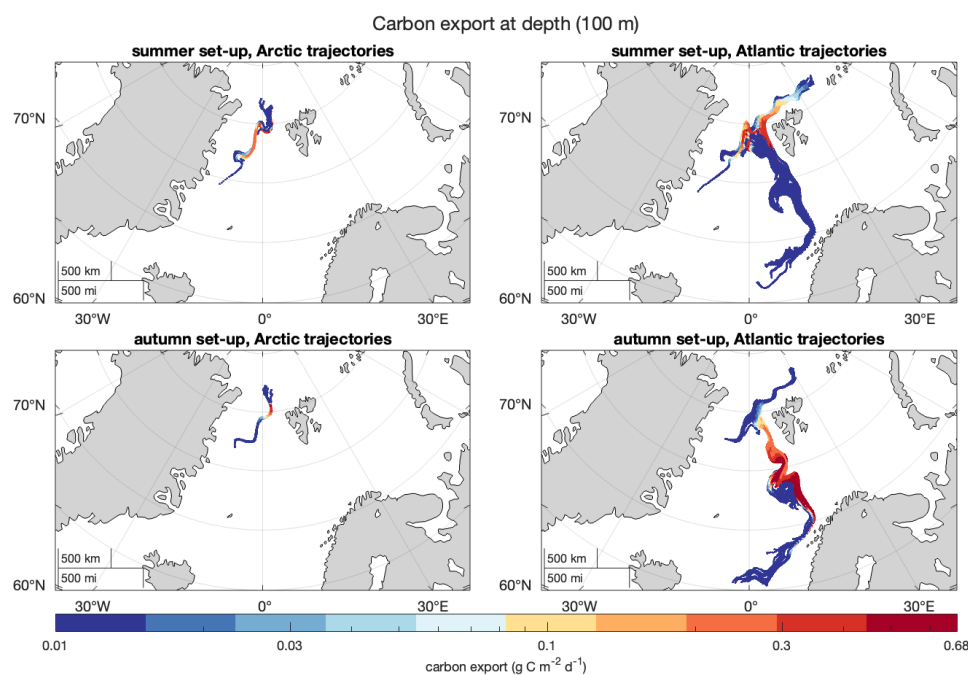 Carbon export at depth (100 m)
summer set-up, Arctic trajectories
summer set-up, Atlantic trajectories
70°N
70°N
500 km
500 mi
500 km
500 mi
60°N
60°N
30°W
0°
30°E
30°W
0°
30°E
autumn set-up, Arctic trajectories
autumn set-up, Atlantic trajectories
70°N
70°N
500 km
500 mi
500 km
500 mi
60°N
60°N
30°W
0°
30°E
30°W
0°
30°E
0.01
0.03
0.1
0.3
0.68
carbon export (g C m⁻² d⁻¹)